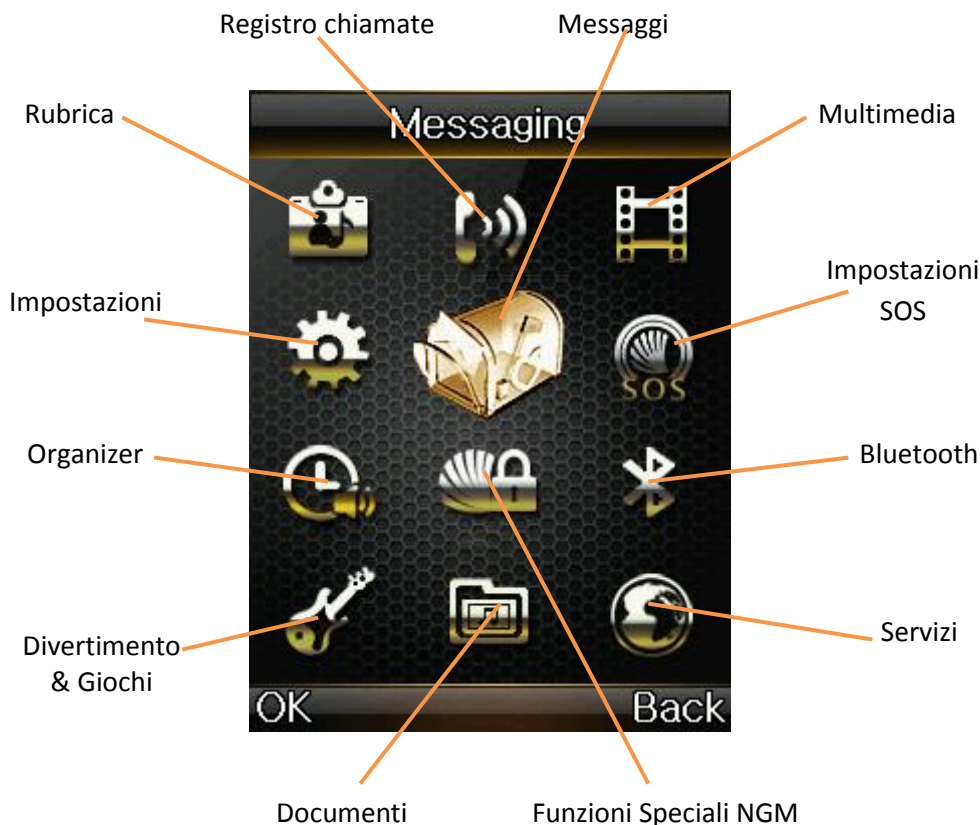 Registro chiamate
Messaggi
Rubrica
Messaging
Multimedia
Impostazioni
Impostazioni
SOS
SOS
Organizer
Bluetooth
Divertimento
& Giochi
Servizi
OK
Back
Documenti
Funzioni Speciali NGM